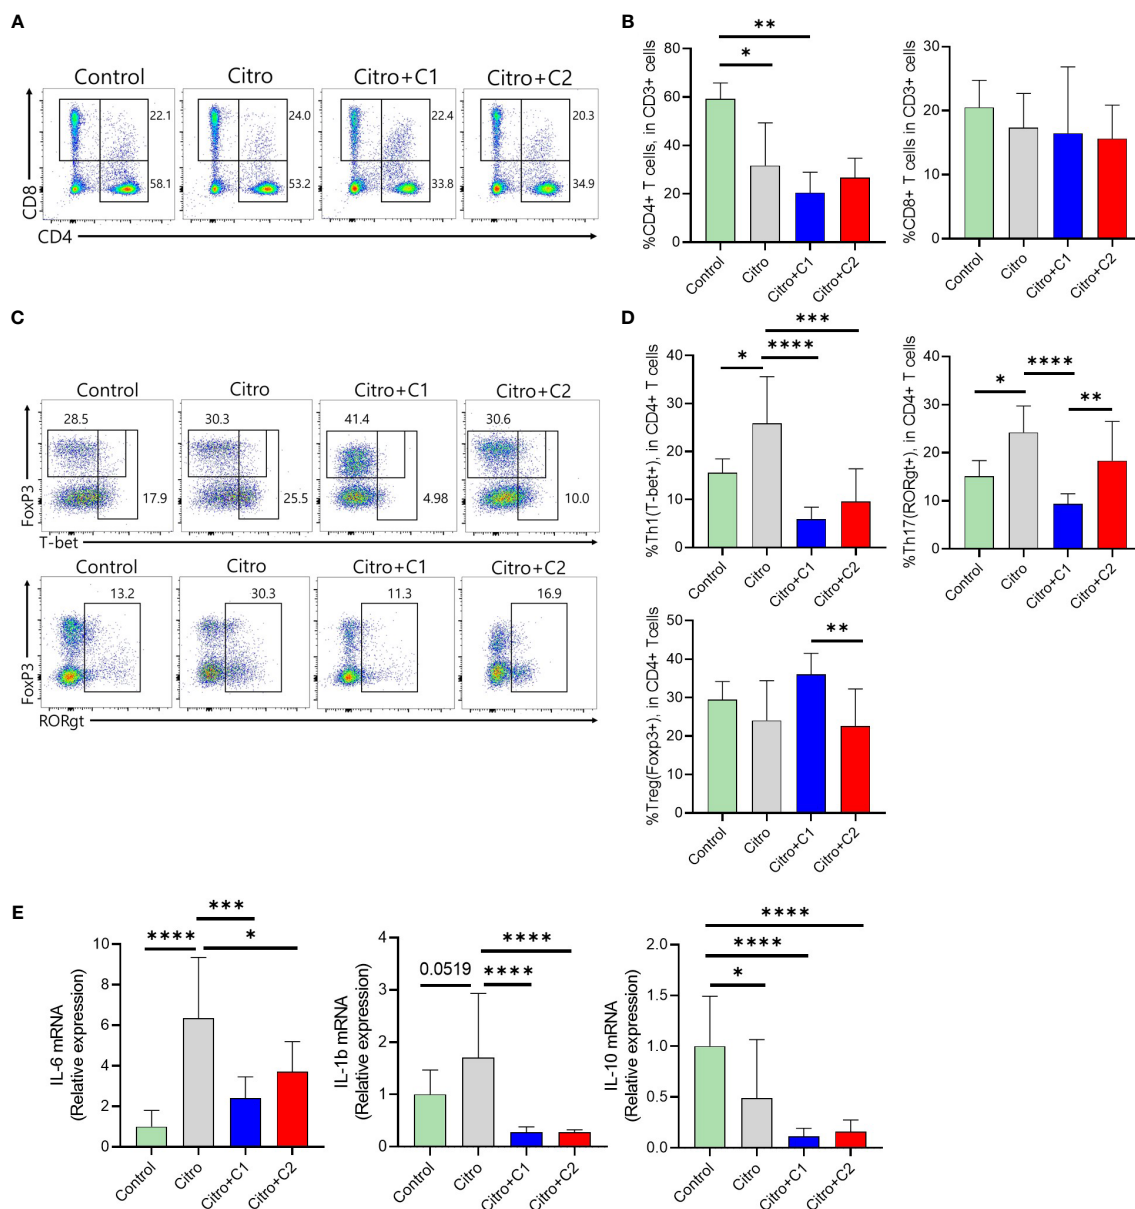 A
Control
Citro
Citro+C1
Citro+C2
22.1
24.0
22.4
20.3
58.1
53.2
33.8
34.9
CD8
CD4
B
**
*
%CD4+ T cells, in CD3+ cells
80
60
40
20
0
Control
Citro
Citro+C1
Citro+C2
%CD8+ T cells in CD3+ cells
30
20
10
0
Control
Citro
Citro+C1
Citro+C2
C
Control
Citro
Citro+C1
Citro+C2
28.5
30.3
41.4
30.6
17.9
25.5
4.98
10.0
FoxP3
T-bet
Control
Citro
Citro+C1
Citro+C2
13.2
30.3
11.3
16.9
FoxP3
RORgt
D
***
****
*
%Th1(T-bet+), in CD4+ T cells
40
30
20
10
0
Control
Citro
Citro+C1
Citro+C2
****
*
**
%Th17(RORgt+), in CD4+ T cells
40
30
20
10
0
Control
Citro
Citro+C1
Citro+C2
**
%Treg(Foxp3+), in CD4+ Tcells
50
40
30
20
10
0
Control
Citro
Citro+C1
Citro+C2
E
***
****
*
IL-6 mRNA
(Relative expression)
10
8
6
4
2
0
Control
Citro
Citro+C1
Citro+C2
****
0.0519
****
IL-1b mRNA
(Relative expression)
4
3
2
1
0
Control
Citro
Citro+C1
Citro+C2
****
****
*
IL-10 mRNA
(Relative expression)
2.0
1.5
1.0
0.5
0.0
Control
Citro
Citro+C1
Citro+C2